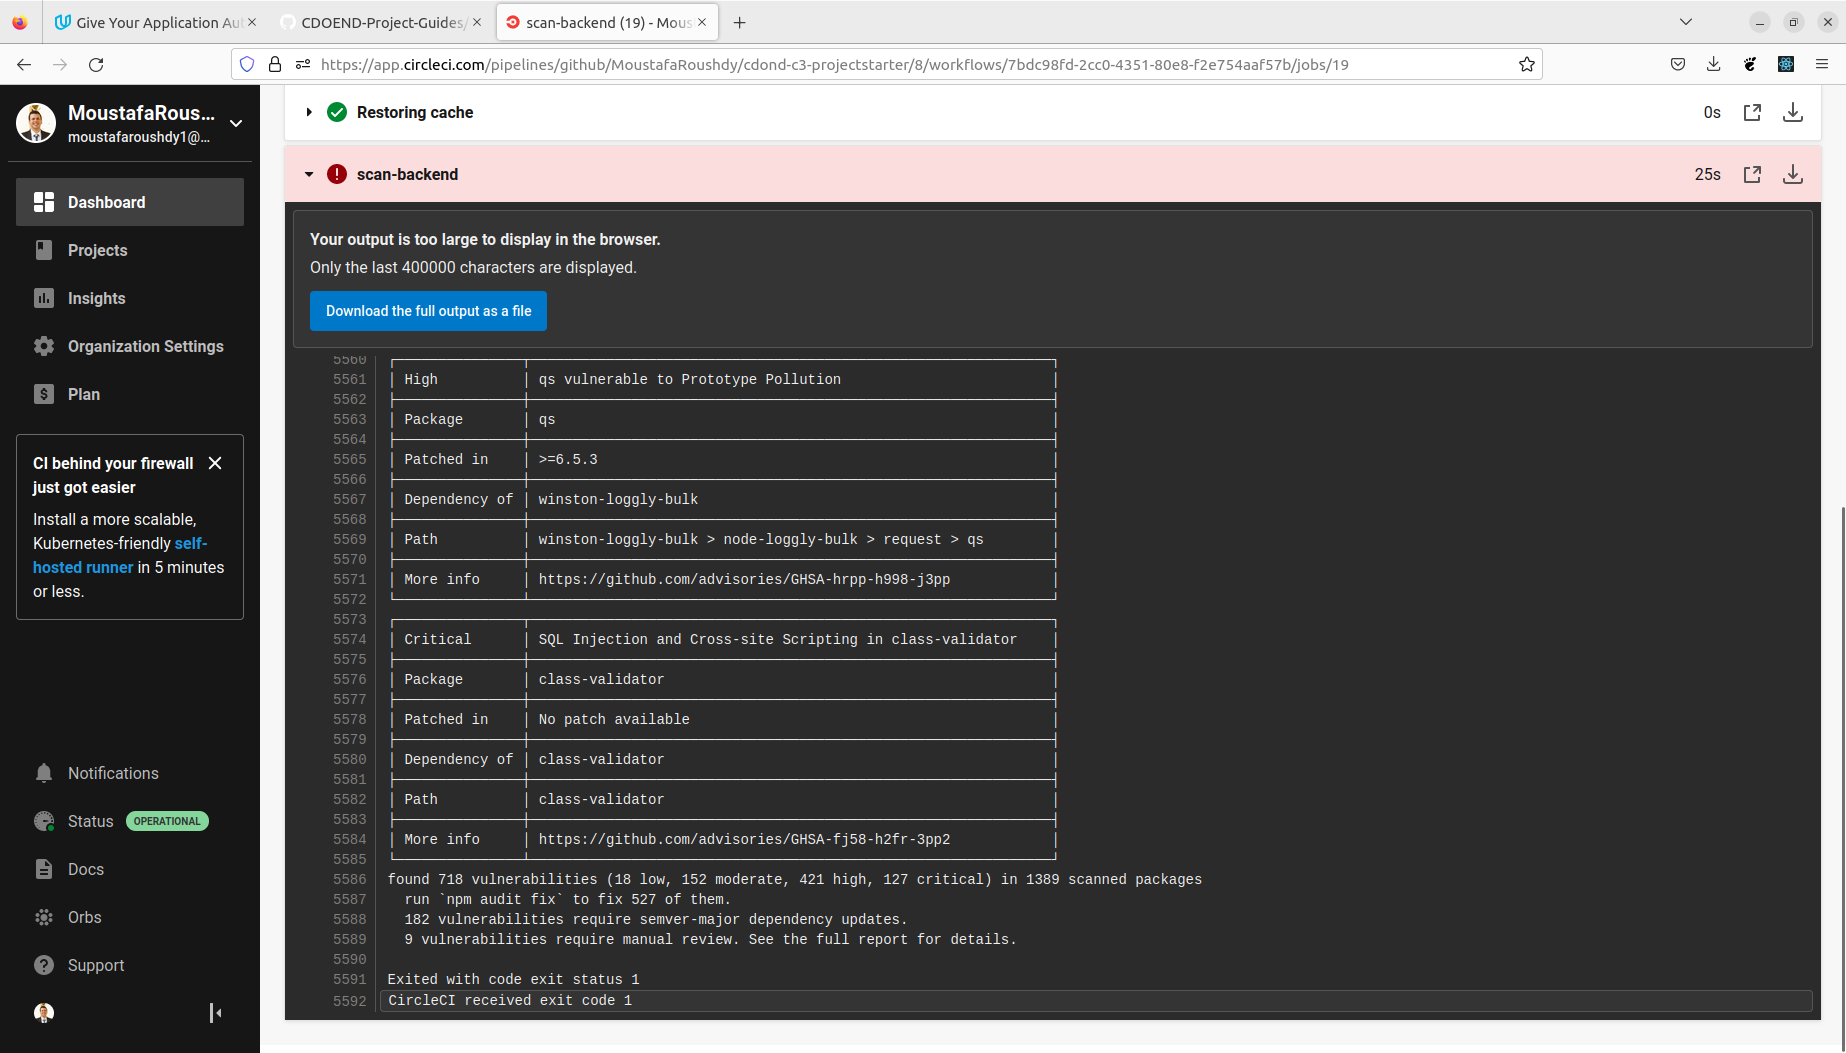 Give Your Application Au
CDOEND-Project-Guides/
scan-backend (19) - Mous
https://app.circleci.com/pipelines/github/MoustafaRoushdy/cdond-c3-projectstarter/8/workflows/7bdc98fd-2cc0-4351-80e8-f2e754aaf57b/jobs/19
MoustafaRous...
moustafaroushdy1@...
Dashboard
Projects
Insights
Organization Settings
Plan
CI behind your firewall
just got easier
Install a more scalable,
Kubernetes-friendly self-
hosted runner in 5 minutes
or less.
Notifications
Status OPERATIONAL
Docs
Orbs
Support
Restoring cache 0s
scan-backend 25s
Your output is too large to display in the browser.
Only the last 400000 characters are displayed.
Download the full output as a file
5560
5561 High qs vulnerable to Prototype Pollution
5562
5563 Package qs
5564
5565 Patched in >=6.5.3
5566
5567 Dependency of winston-loggly-bulk
5568
5569 Path winston-loggly-bulk > node-loggly-bulk > request > qs
5570
5571 More info https://github.com/advisories/GHSA-hrpp-h998-j3pp
5572
5573
5574 Critical SQL Injection and Cross-site Scripting in class-validator
5575
5576 Package class-validator
5577
5578 Patched in No patch available
5579
5580 Dependency of class-validator
5581
5582 Path class-validator
5583
5584 More info https://github.com/advisories/GHSA-fj58-h2fr-3pp2
5585
5586 found 718 vulnerabilities (18 low, 152 moderate, 421 high, 127 critical) in 1389 scanned packages
5587 run `npm audit fix` to fix 527 of them.
5588 182 vulnerabilities require semver-major dependency updates.
5589 9 vulnerabilities require manual review. See the full report for details.
5590
5591 Exited with code exit status 1
5592 CircleCI received exit code 1